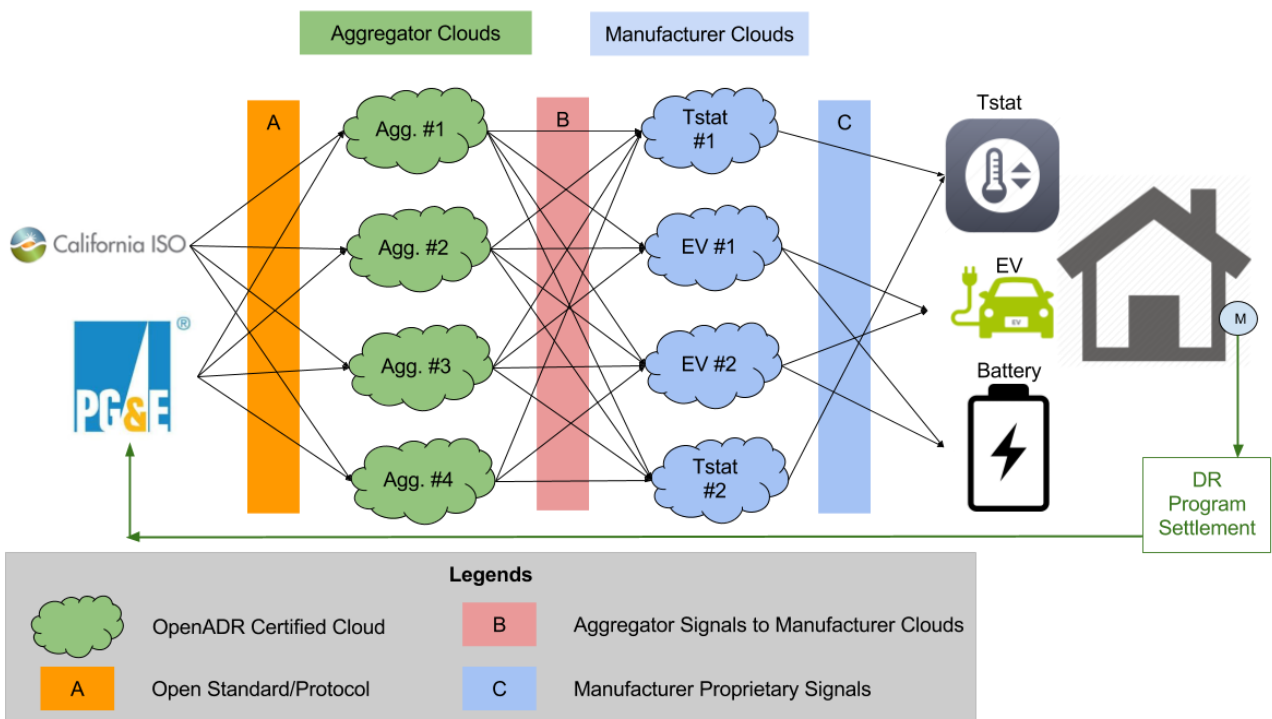 Aggregator Clouds
Manufacturer Clouds
A
Agg. #1
B
Tstat
#1
C
Tstat
California ISO
Agg. #2
EV #1
EV
EV
M
PG&E
®
Agg. #3
EV #2
Battery
Agg. #4
Tstat
#2
DR
Program
Settlement
Legends
OpenADR Certified Cloud
B
Aggregator Signals to Manufacturer Clouds
A
Open Standard/Protocol
C
Manufacturer Proprietary Signals